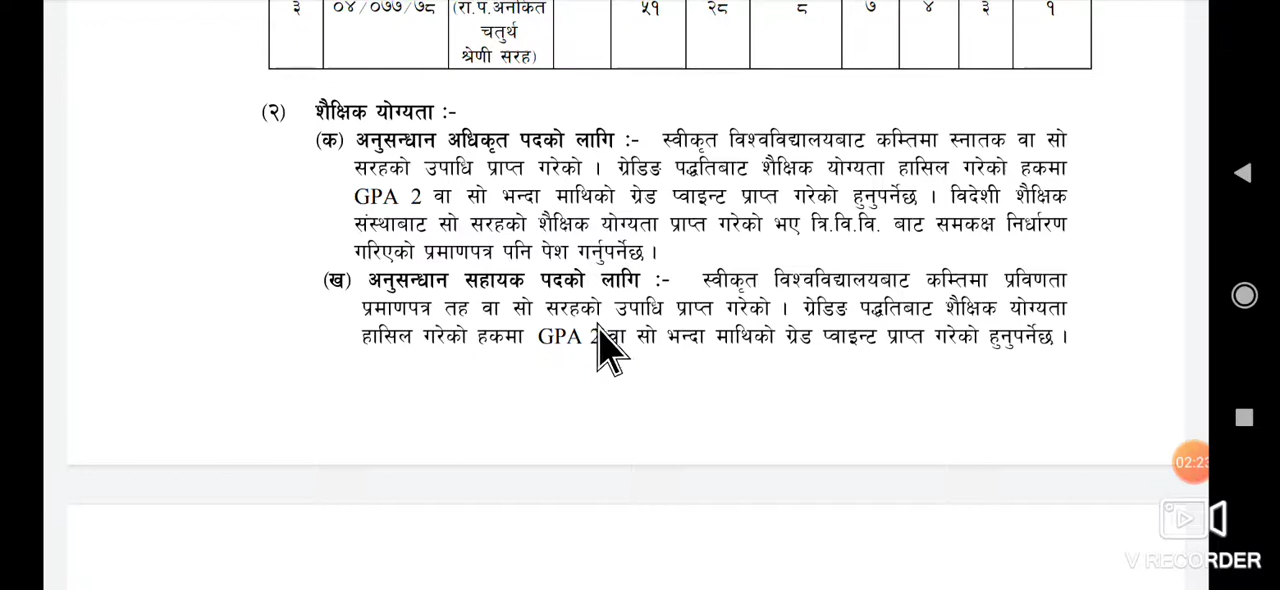 ३ ०४/०७७/७८ (रा.प.अनंकित ५१ २८ ८ ७ ४ ३ १
चतुर्थ
श्रेणी सरह)
(२) शैक्षिक योग्यता :-
(क) अनुसन्धान अधिकृत पदको लागि :- स्वीकृत विश्वविद्यालयबाट कम्तिमा स्नातक वा सो
सरहको उपाधि प्राप्त गरेको । ग्रेडिङ पद्धतिबाट शैक्षिक योग्यता हासिल गरेको हकमा
GPA 2 वा सो भन्दा माथिको ग्रेड प्वाइन्ट प्राप्त गरेको हुनुपर्नेछ । विदेशी शैक्षिक
संस्थाबाट सो सरहको शैक्षिक योग्यता प्राप्त गरेको भए त्रि.वि.वि. बाट समकक्ष निर्धारण
गरिएको प्रमाणपत्र पनि पेश गर्नुपर्नेछ ।
(ख) अनुसन्धान सहायक पदको लागि :- स्वीकृत विश्वविद्यालयबाट कम्तिमा प्रविणता
प्रमाणपत्र तह वा सो सरहको उपाधि प्राप्त गरेको । ग्रेडिङ पद्धतिबाट शैक्षिक योग्यता
हासिल गरेको हकमा GPA 2 वा सो भन्दा माथिको ग्रेड प्वाइन्ट प्राप्त गरेको हुनुपर्नेछ ।
02:23
V RECORDER